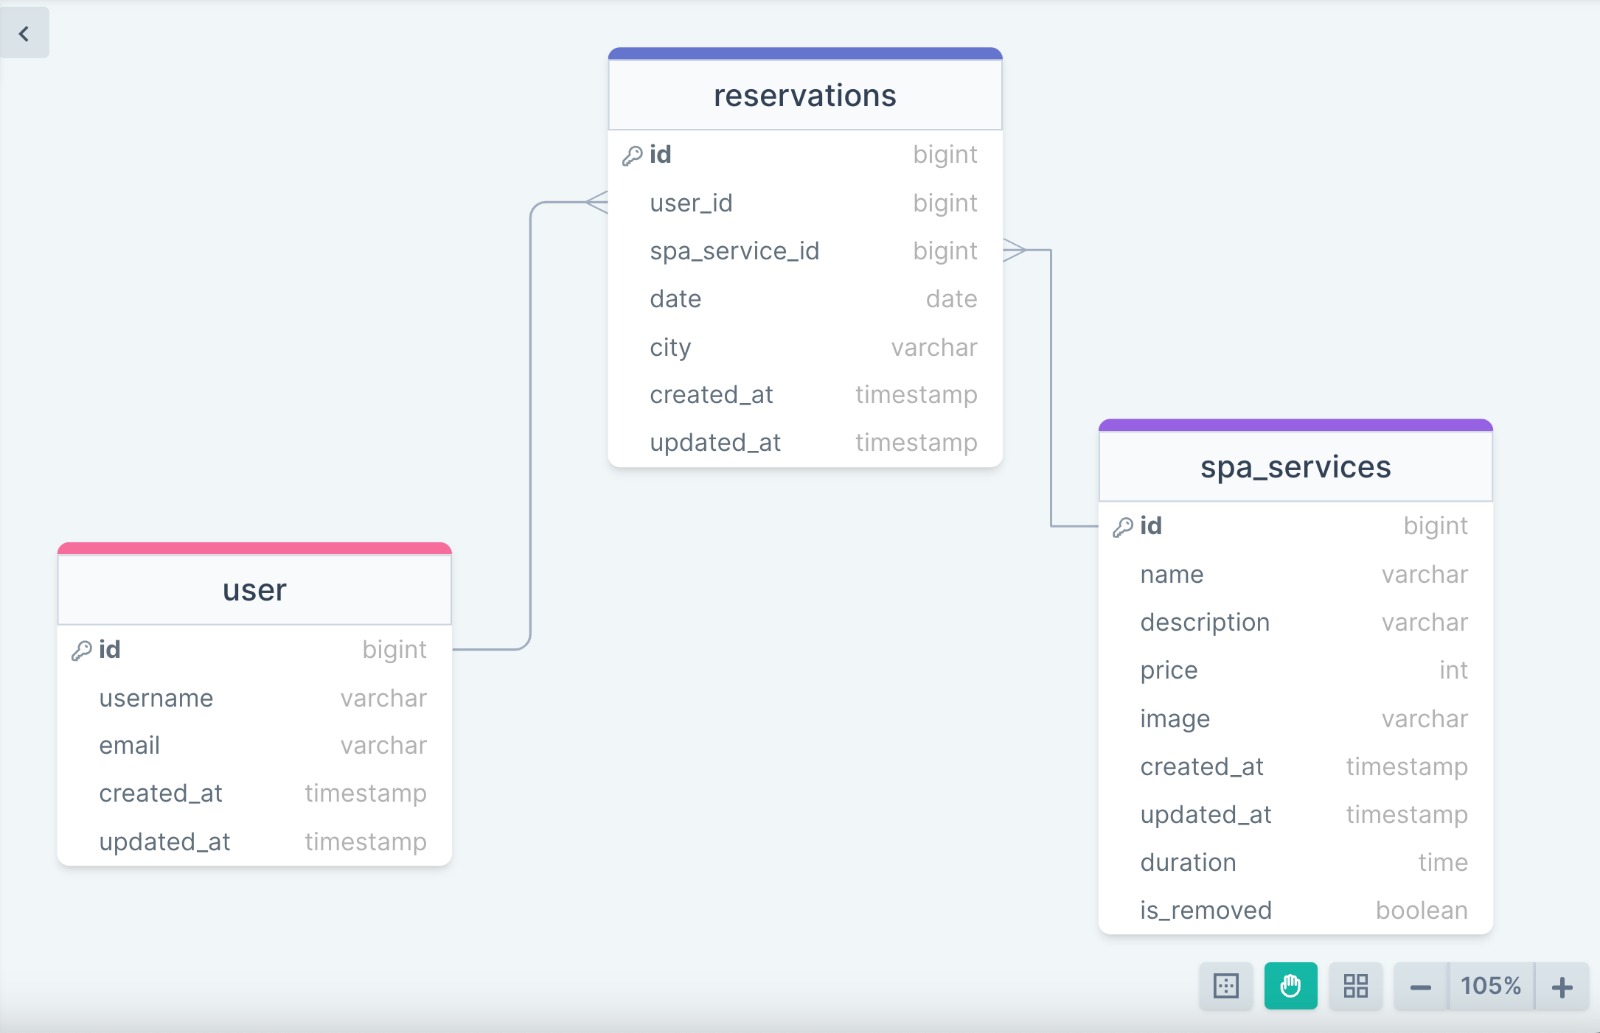 reservations
id bigint
user_id bigint
spa_service_id bigint
date date
city varchar
created_at timestamp
updated_at timestamp
user
id bigint
username varchar
email varchar
created_at timestamp
updated_at timestamp
spa_services
id bigint
name varchar
description varchar
price int
image varchar
created_at timestamp
updated_at timestamp
duration time
is_removed boolean
105%